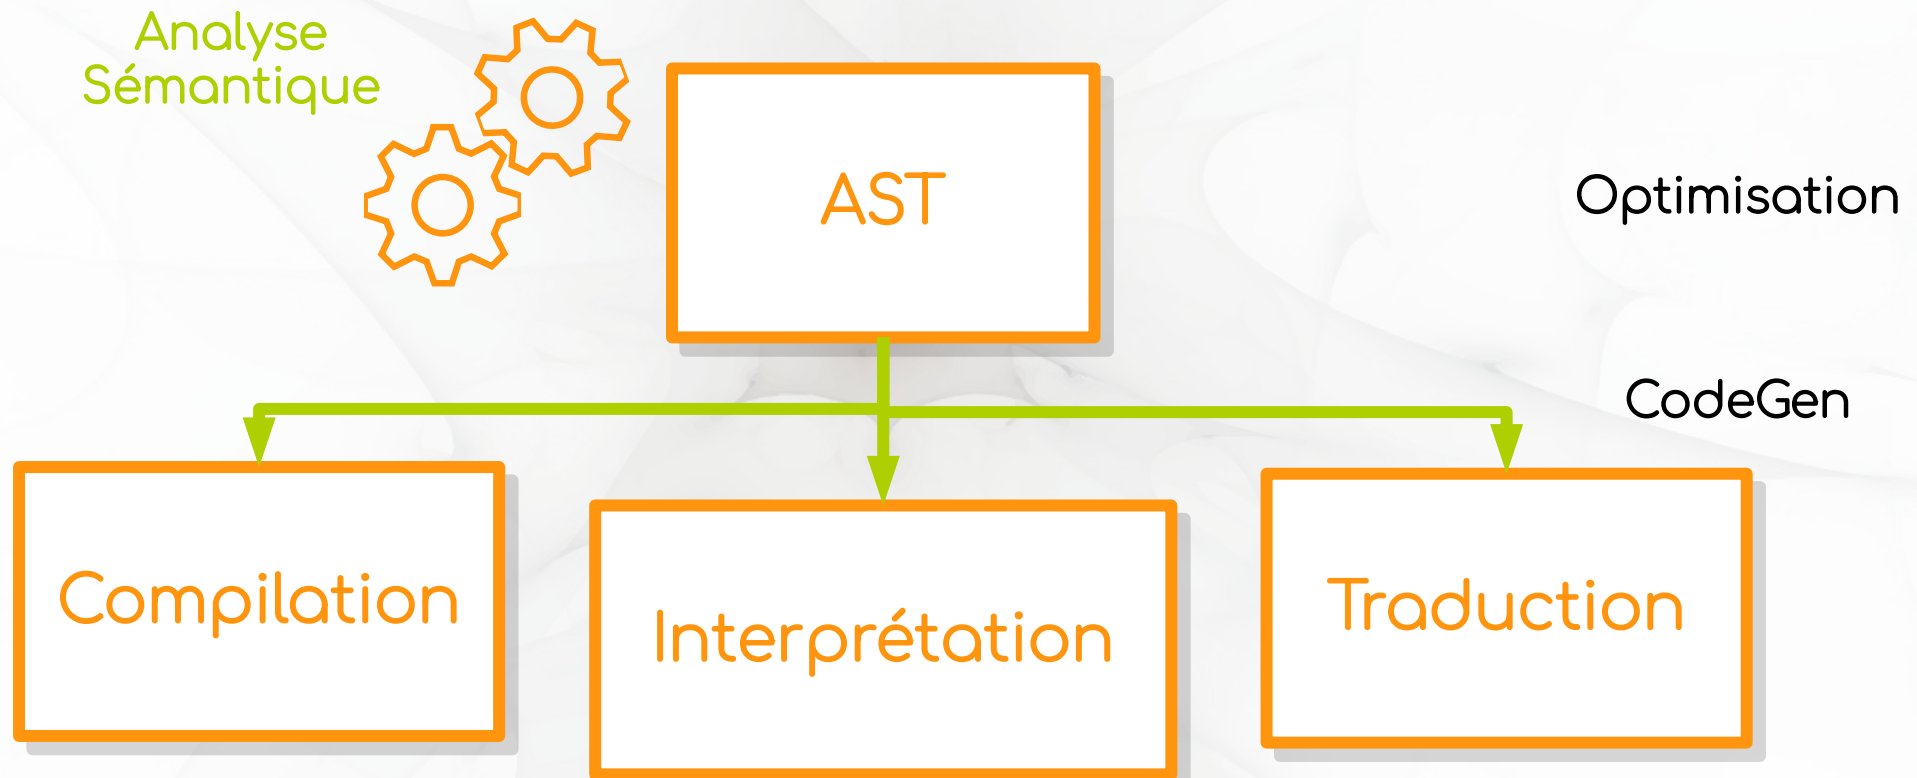 Analyse
Sémantique
AST
Optimisation
CodeGen
Compilation
Interprétation
Traduction